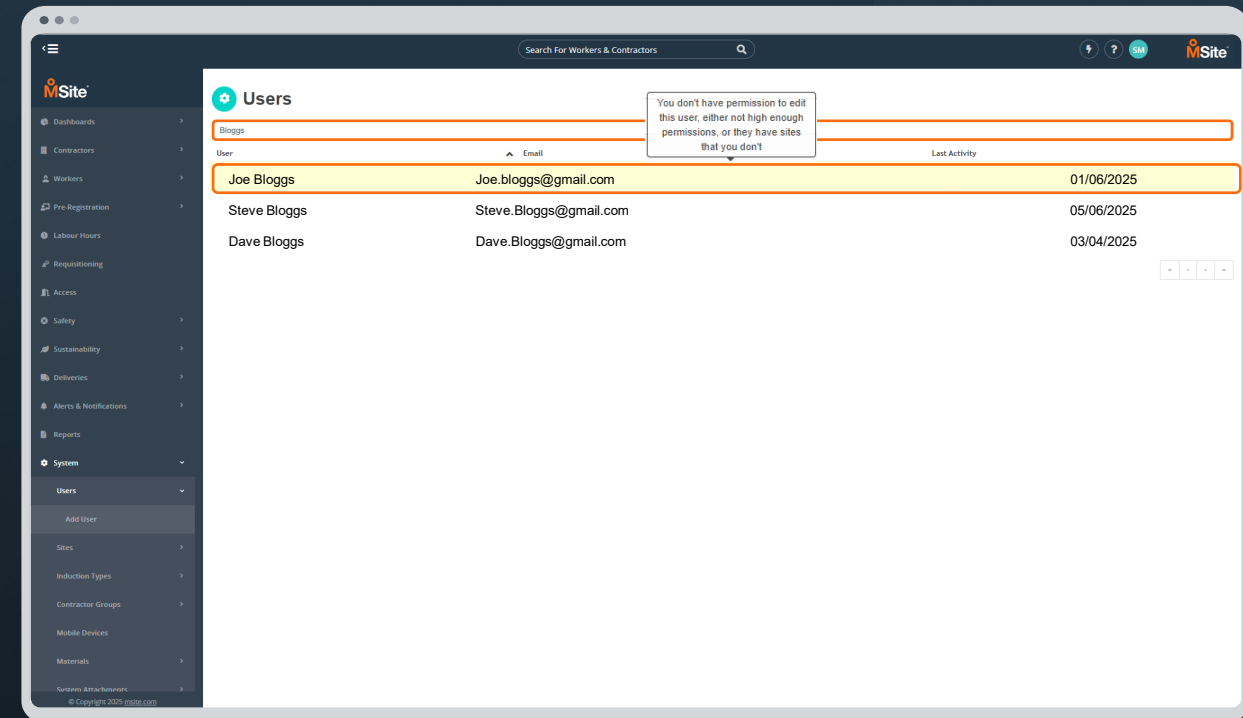 Search For Workers & Contractors
?
SM
MSite
MSite
Dashboards
Contractors
Workers
Pre-Registration
Labour Hours
Requisitioning
Access
Safety
Sustainability
Deliveries
Alerts & Notifications
Reports
System
Users
Add User
Sites
Induction Types
Contractor Groups
Mobile Devices
Materials
System Attachments
© Copyright 2025 msite.com
Users
You don't have permission to edit
this user, either not high enough
permissions, or they have sites
that you don't
Bloggs
User Email Last Activity
Joe Bloggs Joe.bloggs@gmail.com 01/06/2025
Steve Bloggs Steve.Bloggs@gmail.com 05/06/2025
Dave Bloggs Dave.Bloggs@gmail.com 03/04/2025